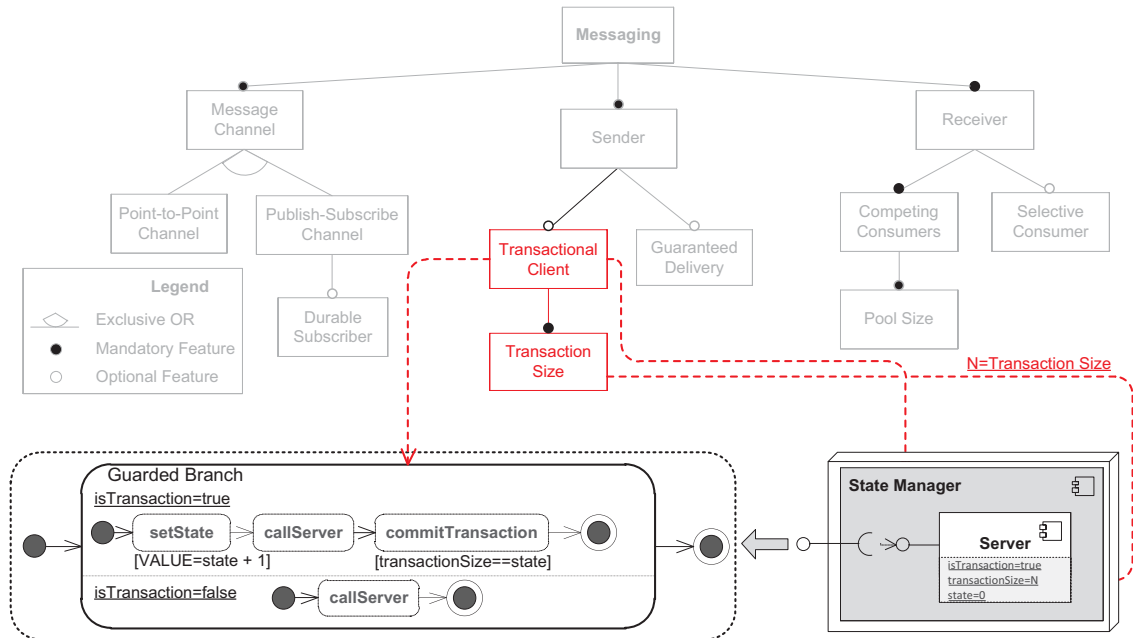 Messaging
Message
Channel
Sender
Receiver
Point-to-Point
Channel
Publish-Subscribe
Channel
Transactional
Client
Guaranteed
Delivery
Competing
Consumers
Selective
Consumer
Legend
Exclusive OR
Mandatory Feature
Optional Feature
Durable
Subscriber
Transaction
Size
Pool Size
N=Transaction Size
Guarded Branch
isTransaction=true
setState
callServer
commitTransaction
[VALUE=state + 1]
[transactionSize==state]
isTransaction=false
callServer
State Manager
Server
isTransaction=true
transactionSize=N
state=0